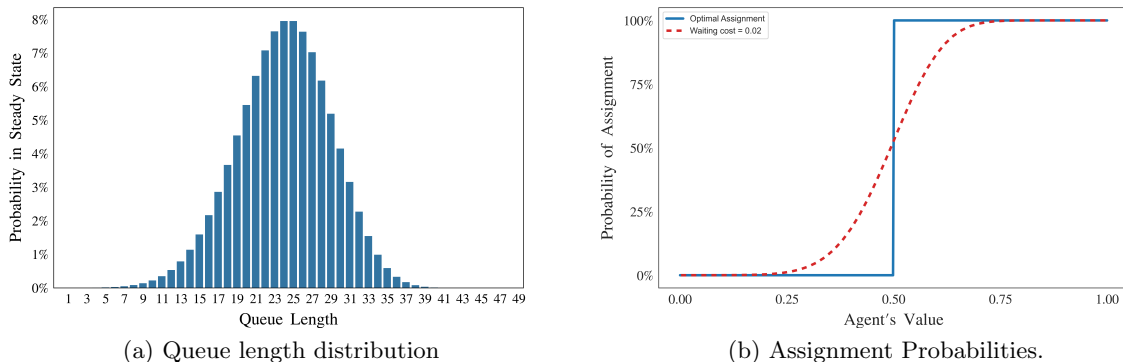 8%
7%
6%
5%
4%
3%
2%
1%
0%
Probability in Steady State
1 3 5 7 9 11 13 15 17 19 21 23 25 27 29 31 33 35 37 39 41 43 45 47 49
Queue Length
(a) Queue length distribution
Optimal Assignment
Waiting cost = 0.02
100%
75%
50%
25%
0%
Probability of Assignment
0.00 0.25 0.50 0.75 1.00
Agent's Value
(b) Assignment Probabilities.